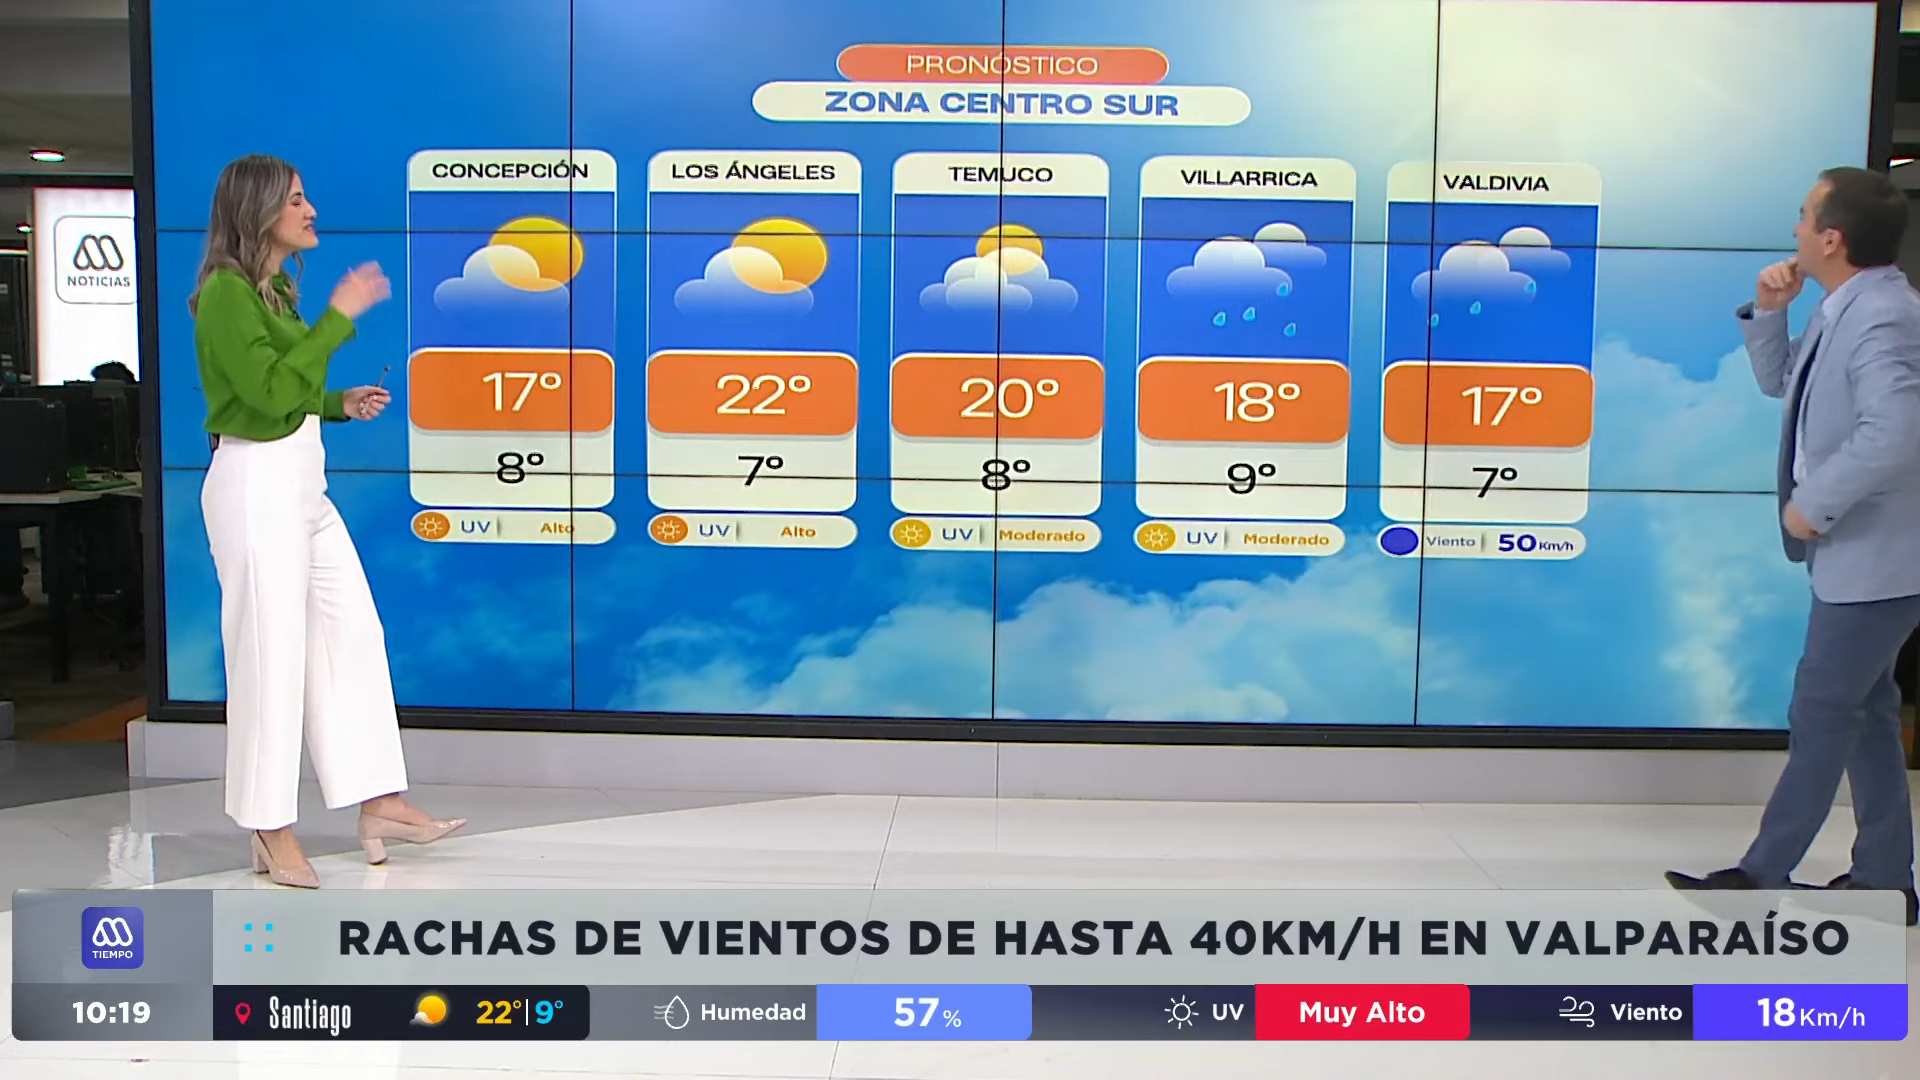 PRONÓSTICO
ZONA CENTRO SUR
CONCEPCIÓN
17°
8°
UV Alto
LOS ÁNGELES
22°
7°
UV Alto
TEMUCO
20°
8°
UV Moderado
VILLARRICA
18°
9°
UV Moderado
VALDIVIA
17°
7°
Viento 50 Km/h
NOTICIAS
RACHAS DE VIENTOS DE HASTA 40KM/H EN VALPARAÍSO
TIEMPO
10:19
Santiago 22° 9° Humedad 57% UV Muy Alto Viento 18 Km/h